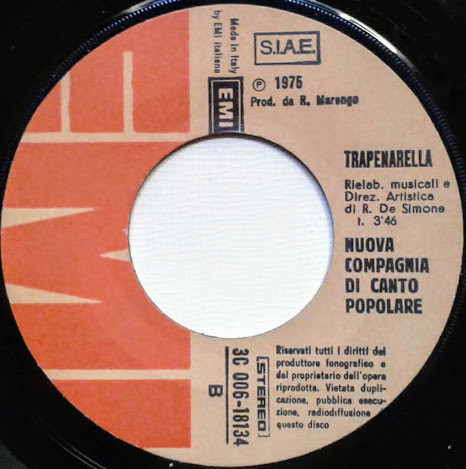 EMI
Made in Italy
by EMI italiana
EMI
S.I.A.E.
Ⓟ 1975
Prod. da R. Marengo
TRAPENARELLA
Rielab. musicali e
Direz. Artistica
di R. De Simone
t. 3'46
NUOVA
COMPAGNIA
DI CANTO
POPOLARE
Riservati tutti i diritti del
produttore fonografico e
del proprietario dell'opera
riprodotta. Vietata dupli-
cazione, pubblica esecu-
zione, radiodiffusione di
questo disco
STEREO
3C 006-18134
B